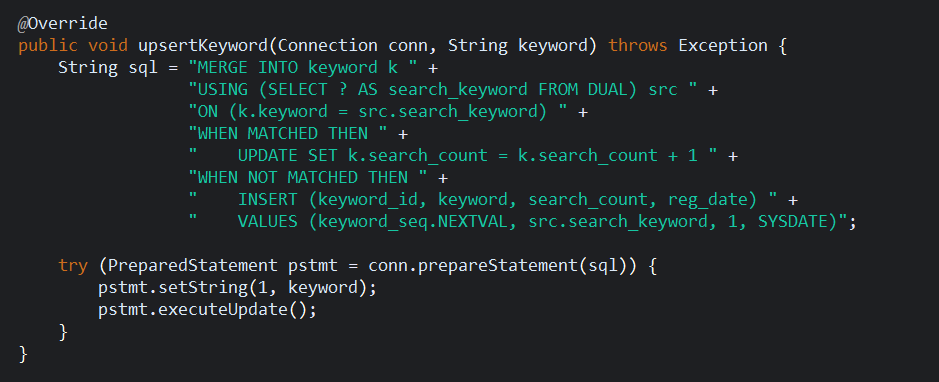 @Override
public void upsertKeyword(Connection conn, String keyword) throws Exception {
    String sql = "MERGE INTO keyword k " +
                 "USING (SELECT ? AS search_keyword FROM DUAL) src " +
                 "ON (k.keyword = src.search_keyword) " +
                 "WHEN MATCHED THEN " +
                 "    UPDATE SET k.search_count = k.search_count + 1 " +
                 "WHEN NOT MATCHED THEN " +
                 "    INSERT (keyword_id, keyword, search_count, reg_date) " +
                 "    VALUES (keyword_seq.NEXTVAL, src.search_keyword, 1, SYSDATE)";
    try (PreparedStatement pstmt = conn.prepareStatement(sql)) {
        pstmt.setString(1, keyword);
        pstmt.executeUpdate();
    }
}